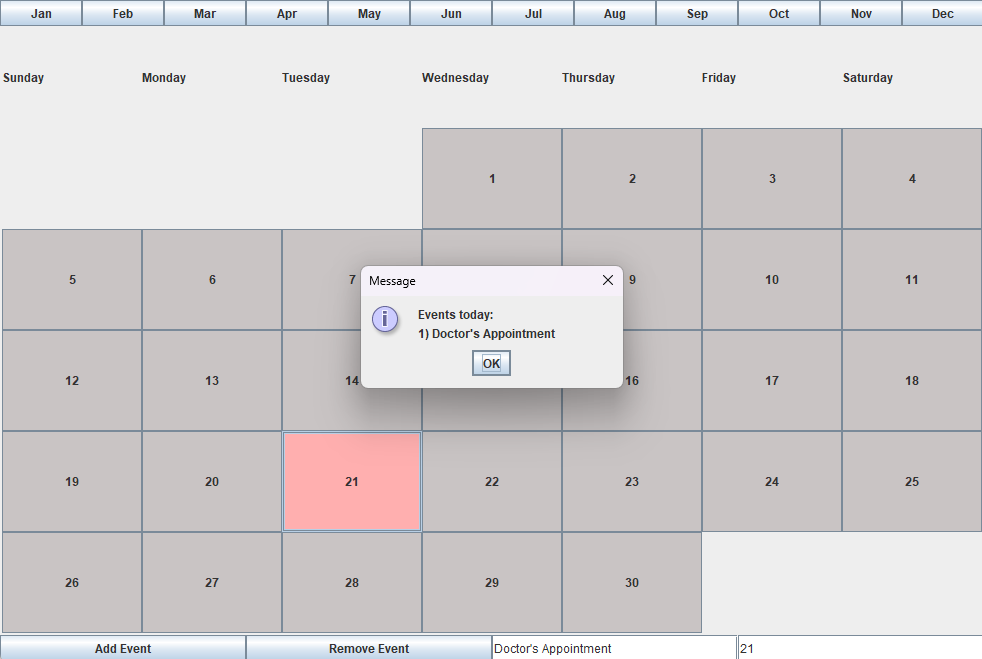 Jan Feb Mar Apr May Jun Jul Aug Sep Oct Nov Dec
Sunday Monday Tuesday Wednesday Thursday Friday Saturday
1 2 3 4
5 6 7 9 10 11
Message
Events today:
1) Doctor's Appointment
OK
12 13 14 16 17 18
19 20 21 22 23 24 25
26 27 28 29 30
Add Event Remove Event Doctor's Appointment 21